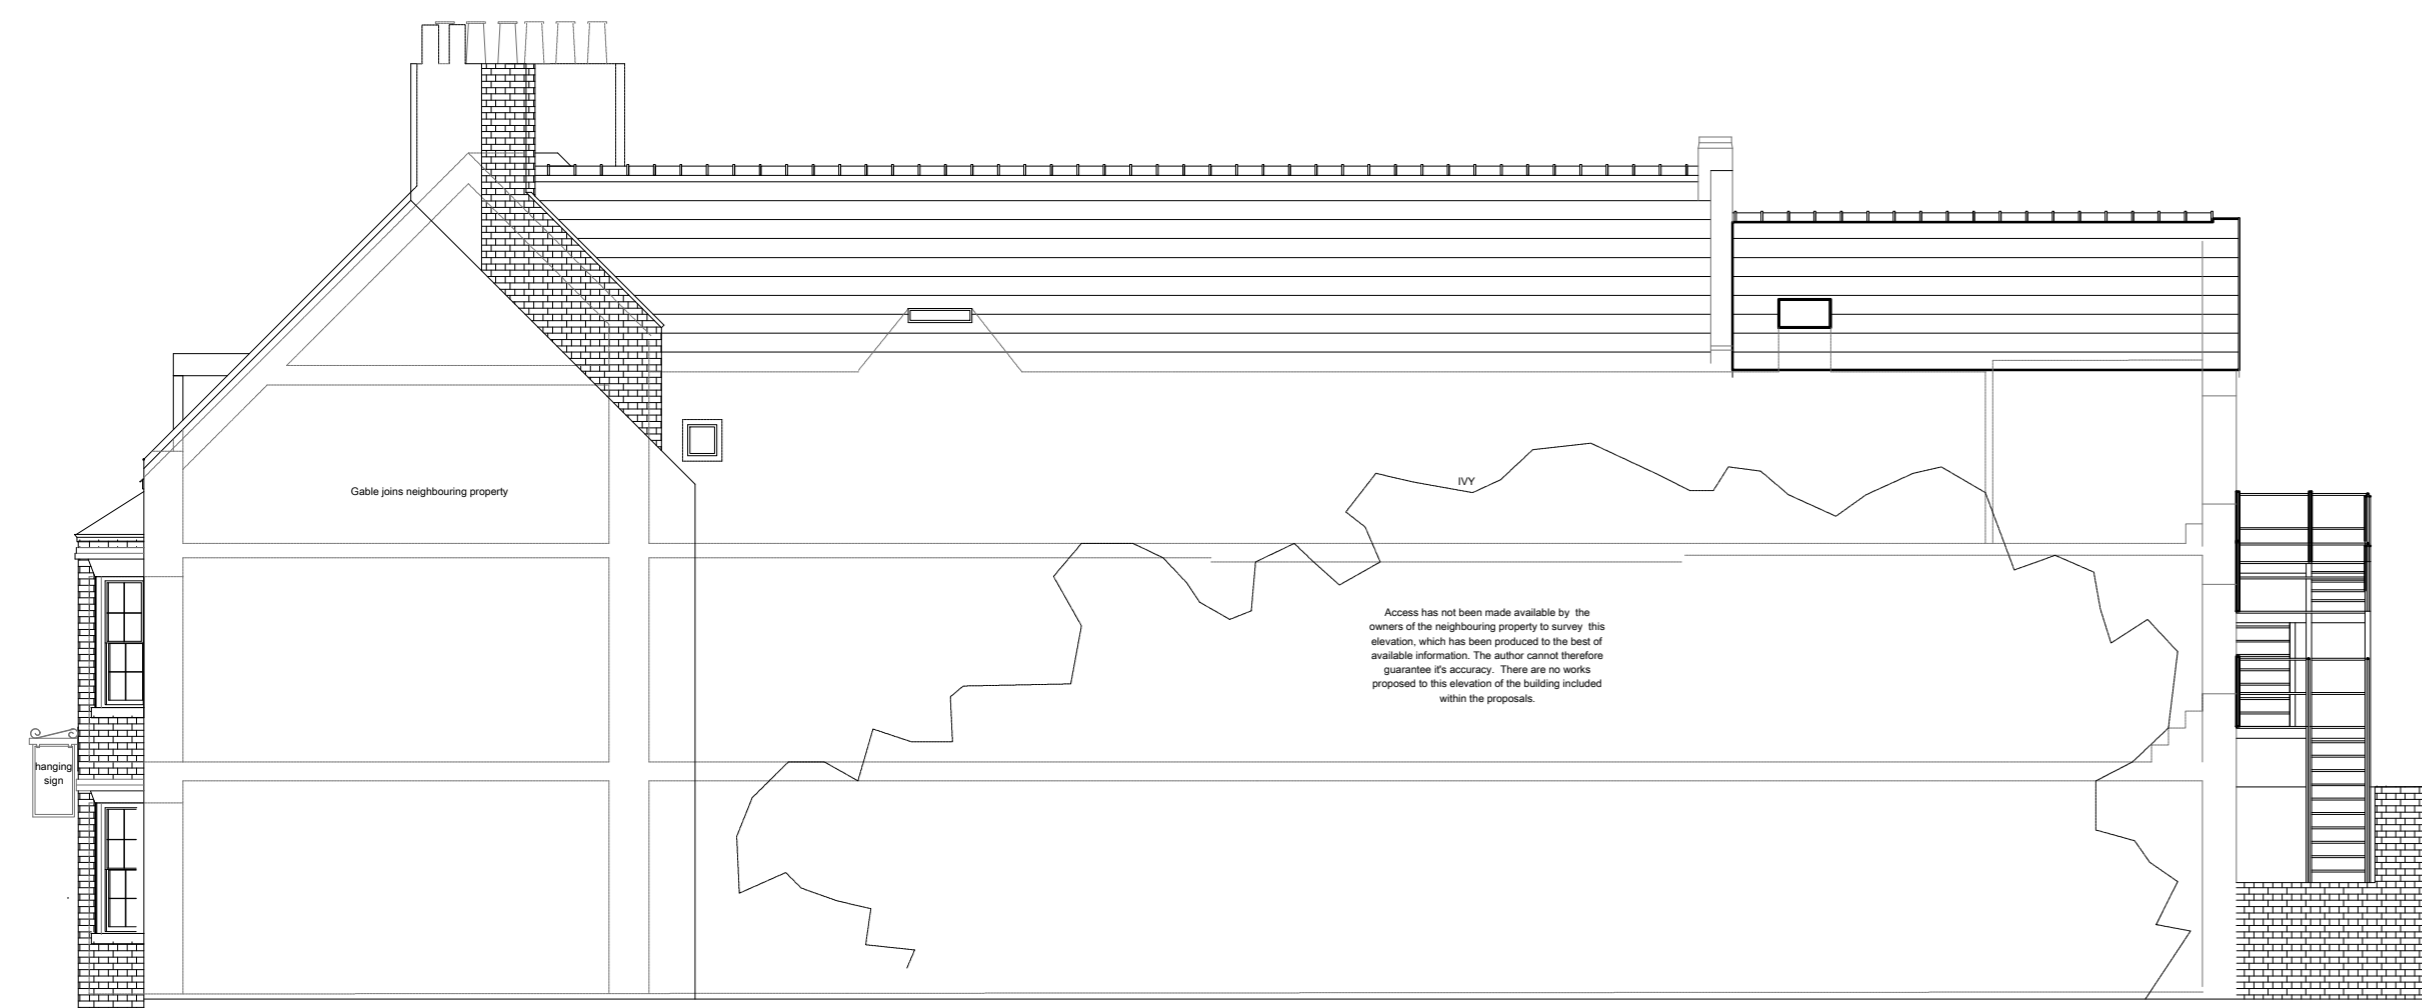 Gable joins neighbouring property
IVY
Access has not been made available by the
owners of the neighbouring property to survey this
elevation, which has been produced to the best of
available information. The author cannot therefore
guarantee it's accuracy. There are no works
proposed to this elevation of the building included
within the proposals.
hanging
sign